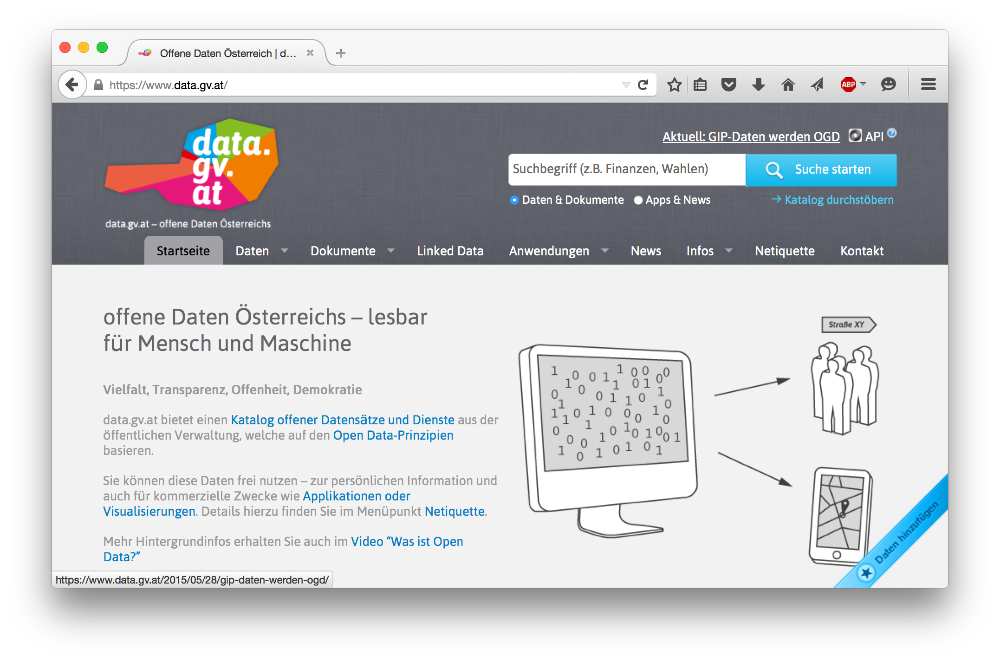 Offene Daten Österreich | d...
https://www.data.gv.at/
ABP
data.
gv.
at
data.gv.at – offene Daten Österreichs
Aktuell: GIP-Daten werden OGD API ?
Suchbegriff (z.B. Finanzen, Wahlen) Suche starten
Daten & Dokumente Apps & News → Katalog durchstöbern
Startseite Daten Dokumente Linked Data Anwendungen News Infos Netiquette Kontakt
offene Daten Österreichs – lesbar
für Mensch und Maschine
Vielfalt, Transparenz, Offenheit, Demokratie
data.gv.at bietet einen Katalog offener Datensätze und Dienste aus der
öffentlichen Verwaltung, welche auf den Open Data-Prinzipien
basieren.
Sie können diese Daten frei nutzen – zur persönlichen Information und
auch für kommerzielle Zwecke wie Applikationen oder
Visualisierungen. Details hierzu finden Sie im Menüpunkt Netiquette.
Mehr Hintergrundinfos erhalten Sie auch im Video “Was ist Open
Data?”
Straße XY
Daten hinzufügen
https://www.data.gv.at/2015/05/28/gip-daten-werden-ogd/